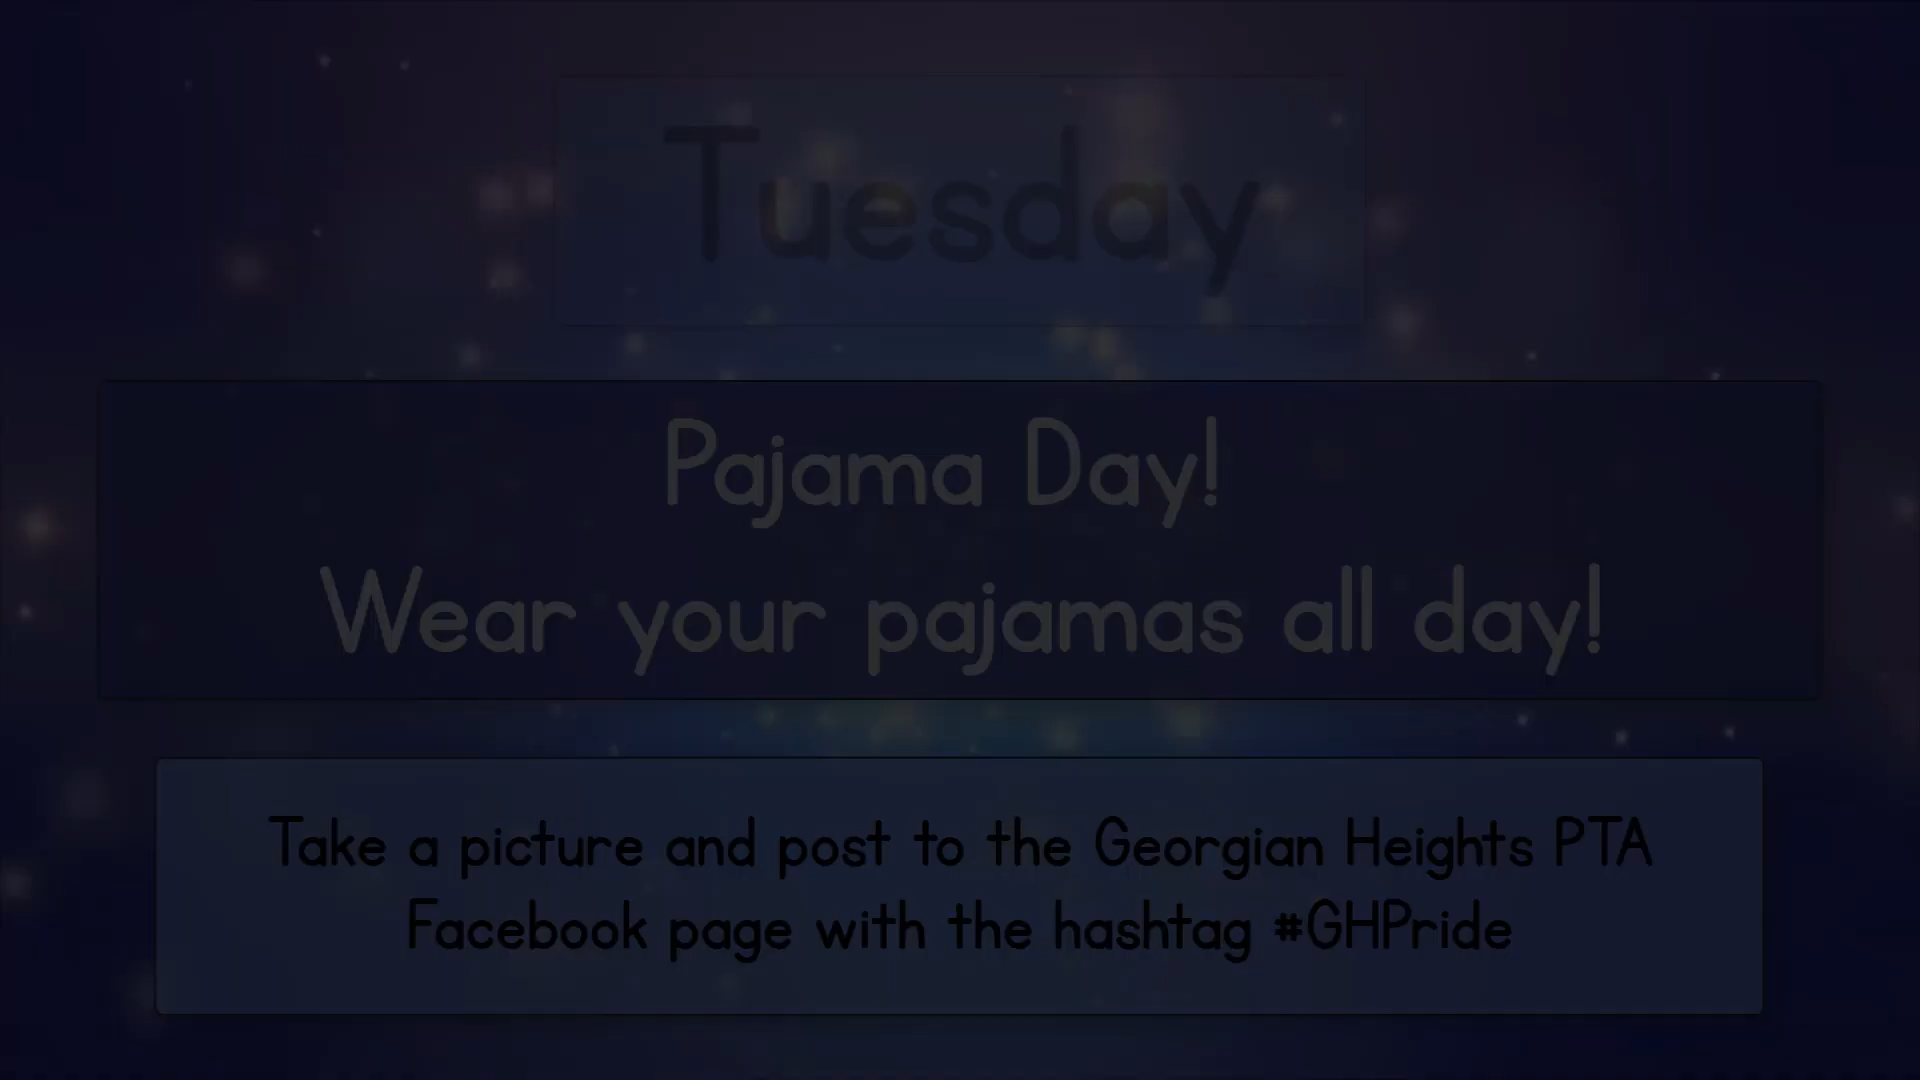 Tuesday
Pajama Day!
Wear your pajamas all day!
Take a picture and post to the Georgian Heights PTA
Facebook page with the hashtag #GHPride